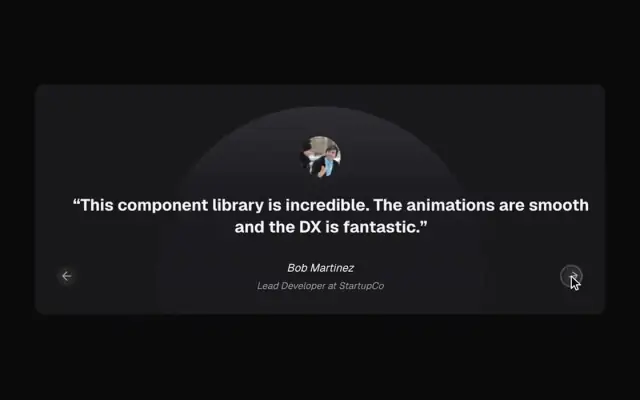 “This component library is incredible. The animations are smooth
and the DX is fantastic.”
Bob Martinez
Lead Developer at StartupCo